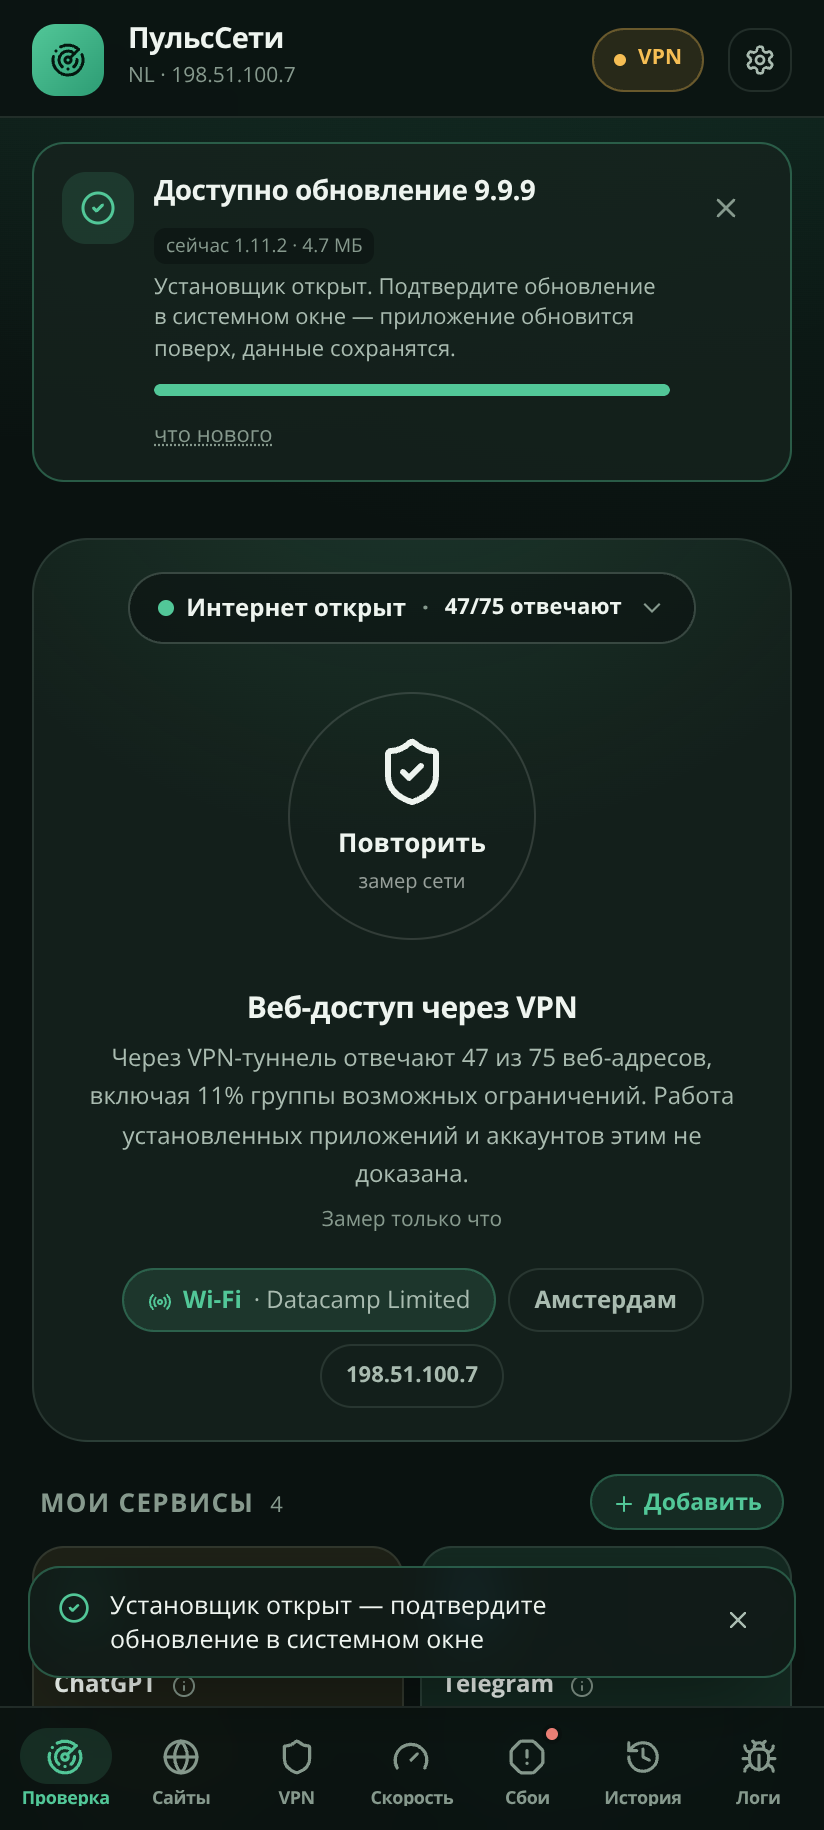 ПульсСети
NL · 198.51.100.7
VPN
Доступно обновление 9.9.9
сейчас 1.11.2 · 4.7 МБ
Установщик открыт. Подтвердите обновление
в системном окне — приложение обновится
поверх, данные сохранятся.
что нового
Интернет открыт · 47/75 отвечают
Повторить
замер сети
Веб-доступ через VPN
Через VPN-туннель отвечают 47 из 75 веб-адресов,
включая 11% группы возможных ограничений. Работа
установленных приложений и аккаунтов этим не
доказана.
Замер только что
Wi-Fi · Datacamp Limited
Амстердам
198.51.100.7
МОИ СЕРВИСЫ 4
+ Добавить
Установщик открыт — подтвердите
обновление в системном окне
ChatGPT
Telegram
Проверка
Сайты
VPN
Скорость
Сбои
История
Логи